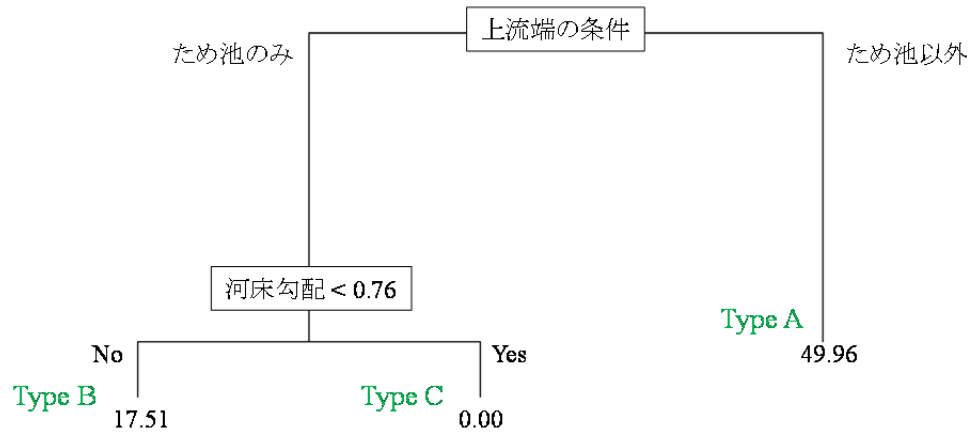 上流端の条件
ため池のみ
ため池以外
河床勾配 < 0.76
Type A
No
Yes
49.96
Type B
Type C
17.51
0.00